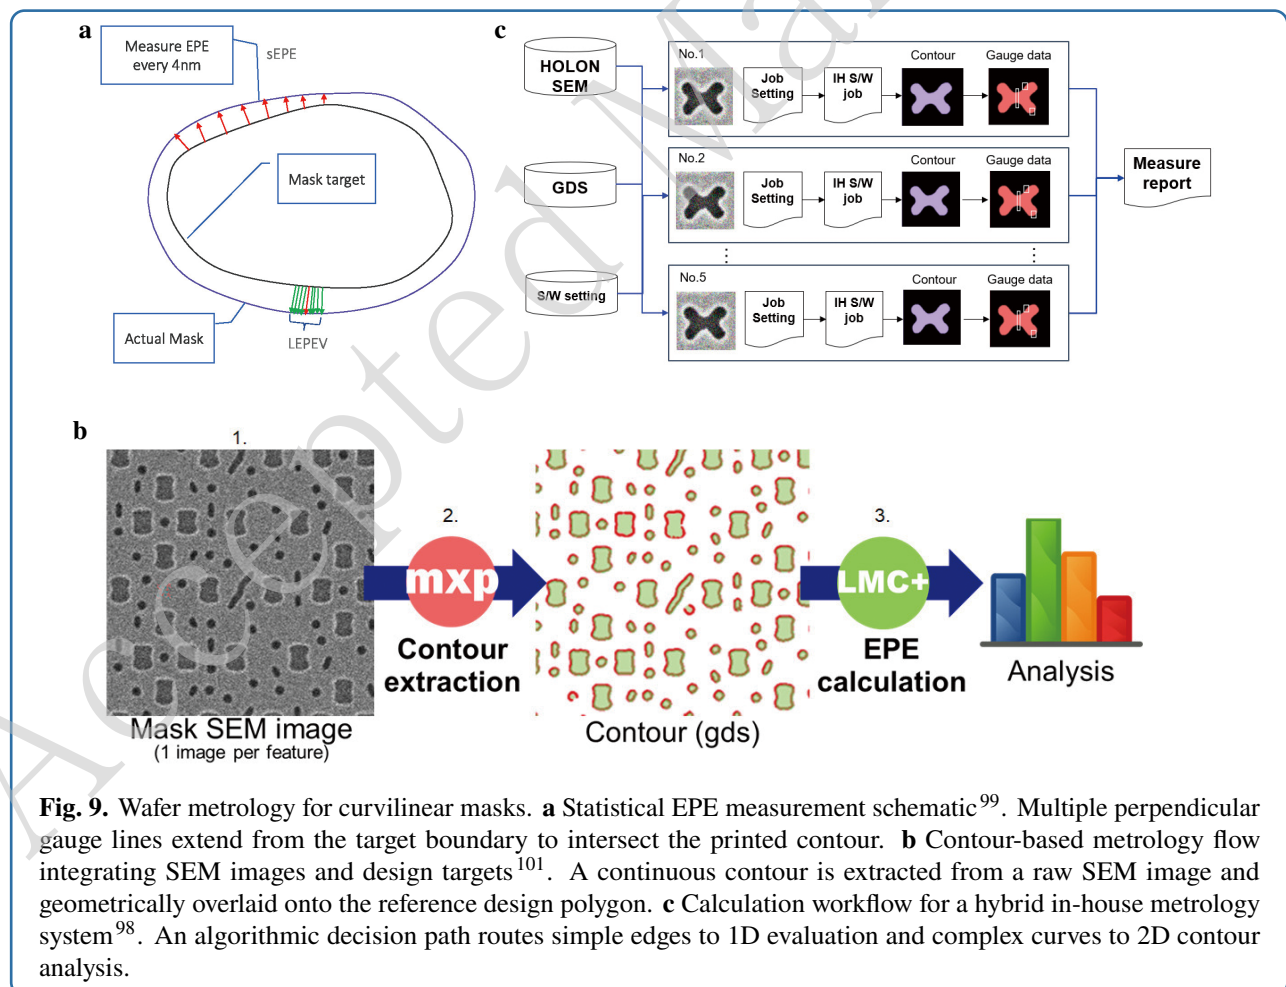 a
Measure EPE
every 4nm
sEPE
Mask target
Actual Mask
LEPEV
c
HOLON
SEM
GDS
S/W setting
No.1
Job
Setting
IH S/W
job
Contour
Gauge data
No.2
Job
Setting
IH S/W
job
Contour
Gauge data
No.5
Job
Setting
IH S/W
job
Contour
Gauge data
Measure
report
b
1.
Mask SEM image
(1 image per feature)
2.
mxp
Contour
extraction
Contour (gds)
3.
LMC+
EPE
calculation
Analysis
Fig. 9. Wafer metrology for curvilinear masks. a Statistical EPE measurement schematic99. Multiple perpendicular
gauge lines extend from the target boundary to intersect the printed contour. b Contour-based metrology flow
integrating SEM images and design targets101. A continuous contour is extracted from a raw SEM image and
geometrically overlaid onto the reference design polygon. c Calculation workflow for a hybrid in-house metrology
system98. An algorithmic decision path routes simple edges to 1D evaluation and complex curves to 2D contour
analysis.
Accepted Ma